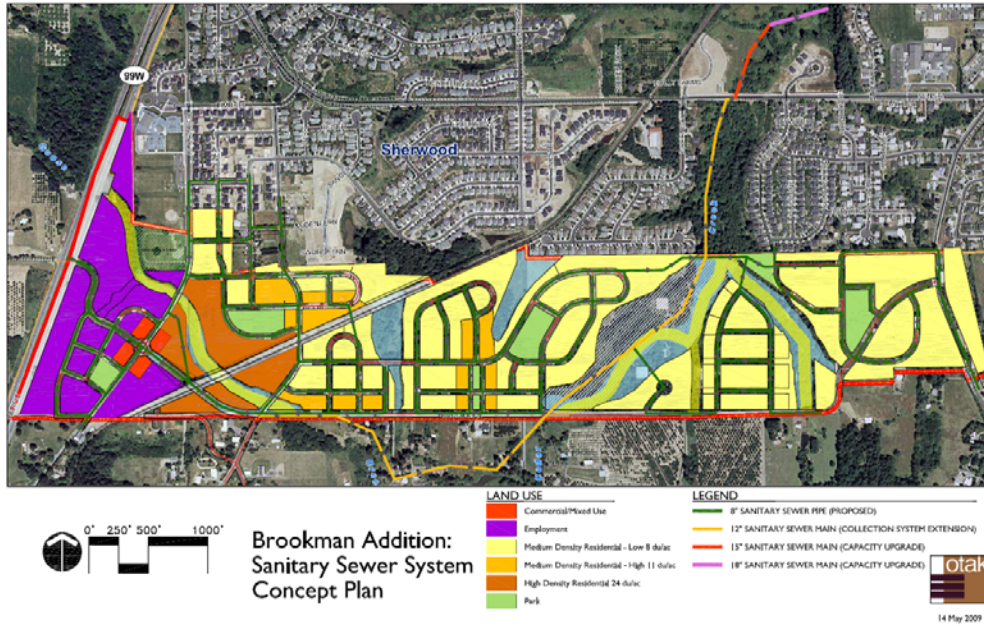 99W
Sherwood
Creek
LAND USE
Commercial/Mixed Use
Employment
Medium Density Residential - Low 8 du/ac
Medium Density Residential - High 11 du/ac
High Density Residential 24 du/ac
Park
LEGEND
8" SANITARY SEWER PIPE (PROPOSED)
12" SANITARY SEWER MAIN (COLLECTION SYSTEM EXTENSION)
15" SANITARY SEWER MAIN (CAPACITY UPGRADE)
18" SANITARY SEWER MAIN (CAPACITY UPGRADE)
0' 250' 500' 1000'
Brookman Addition:
Sanitary Sewer System
Concept Plan
otak
14 May 2009